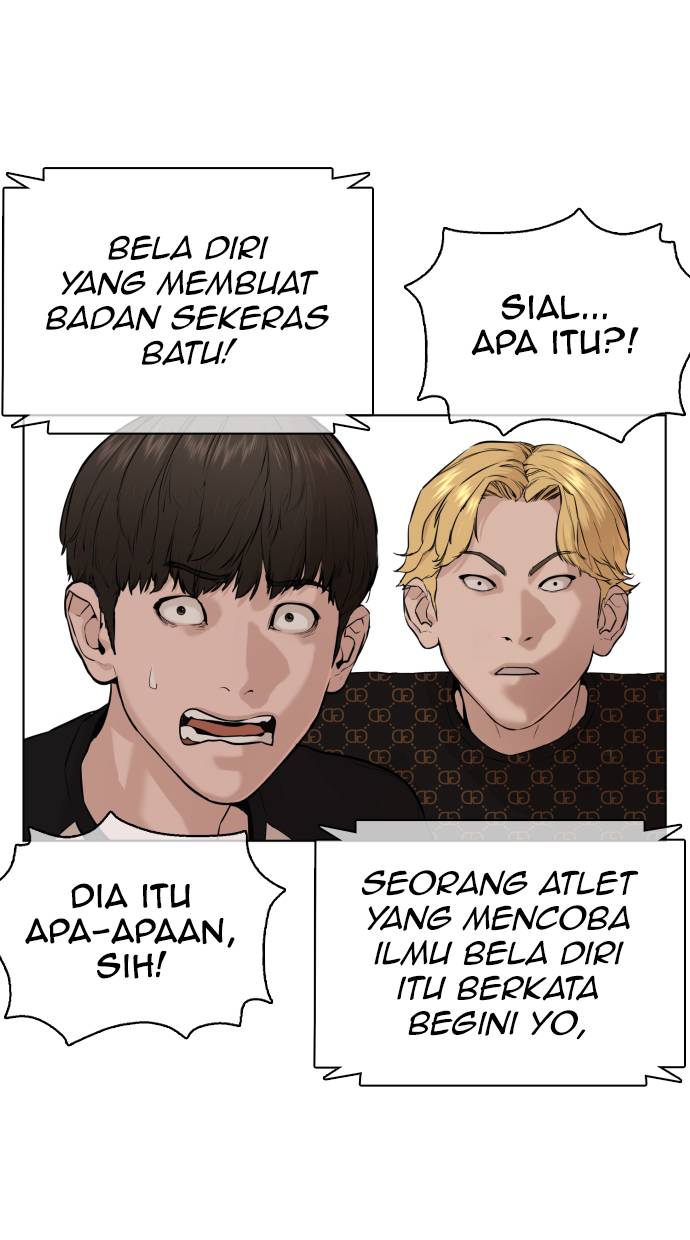 BELA DIRI
YANG MEMBUAT
BADAN SEKERAS
BATU!
SIAL...
APA ITU?!
DIA ITU
APA-APAAN,
SIH!
SEORANG ATLET
YANG MENCOBA
ILMU BELA DIRI
ITU BERKATA
BEGINI YO,